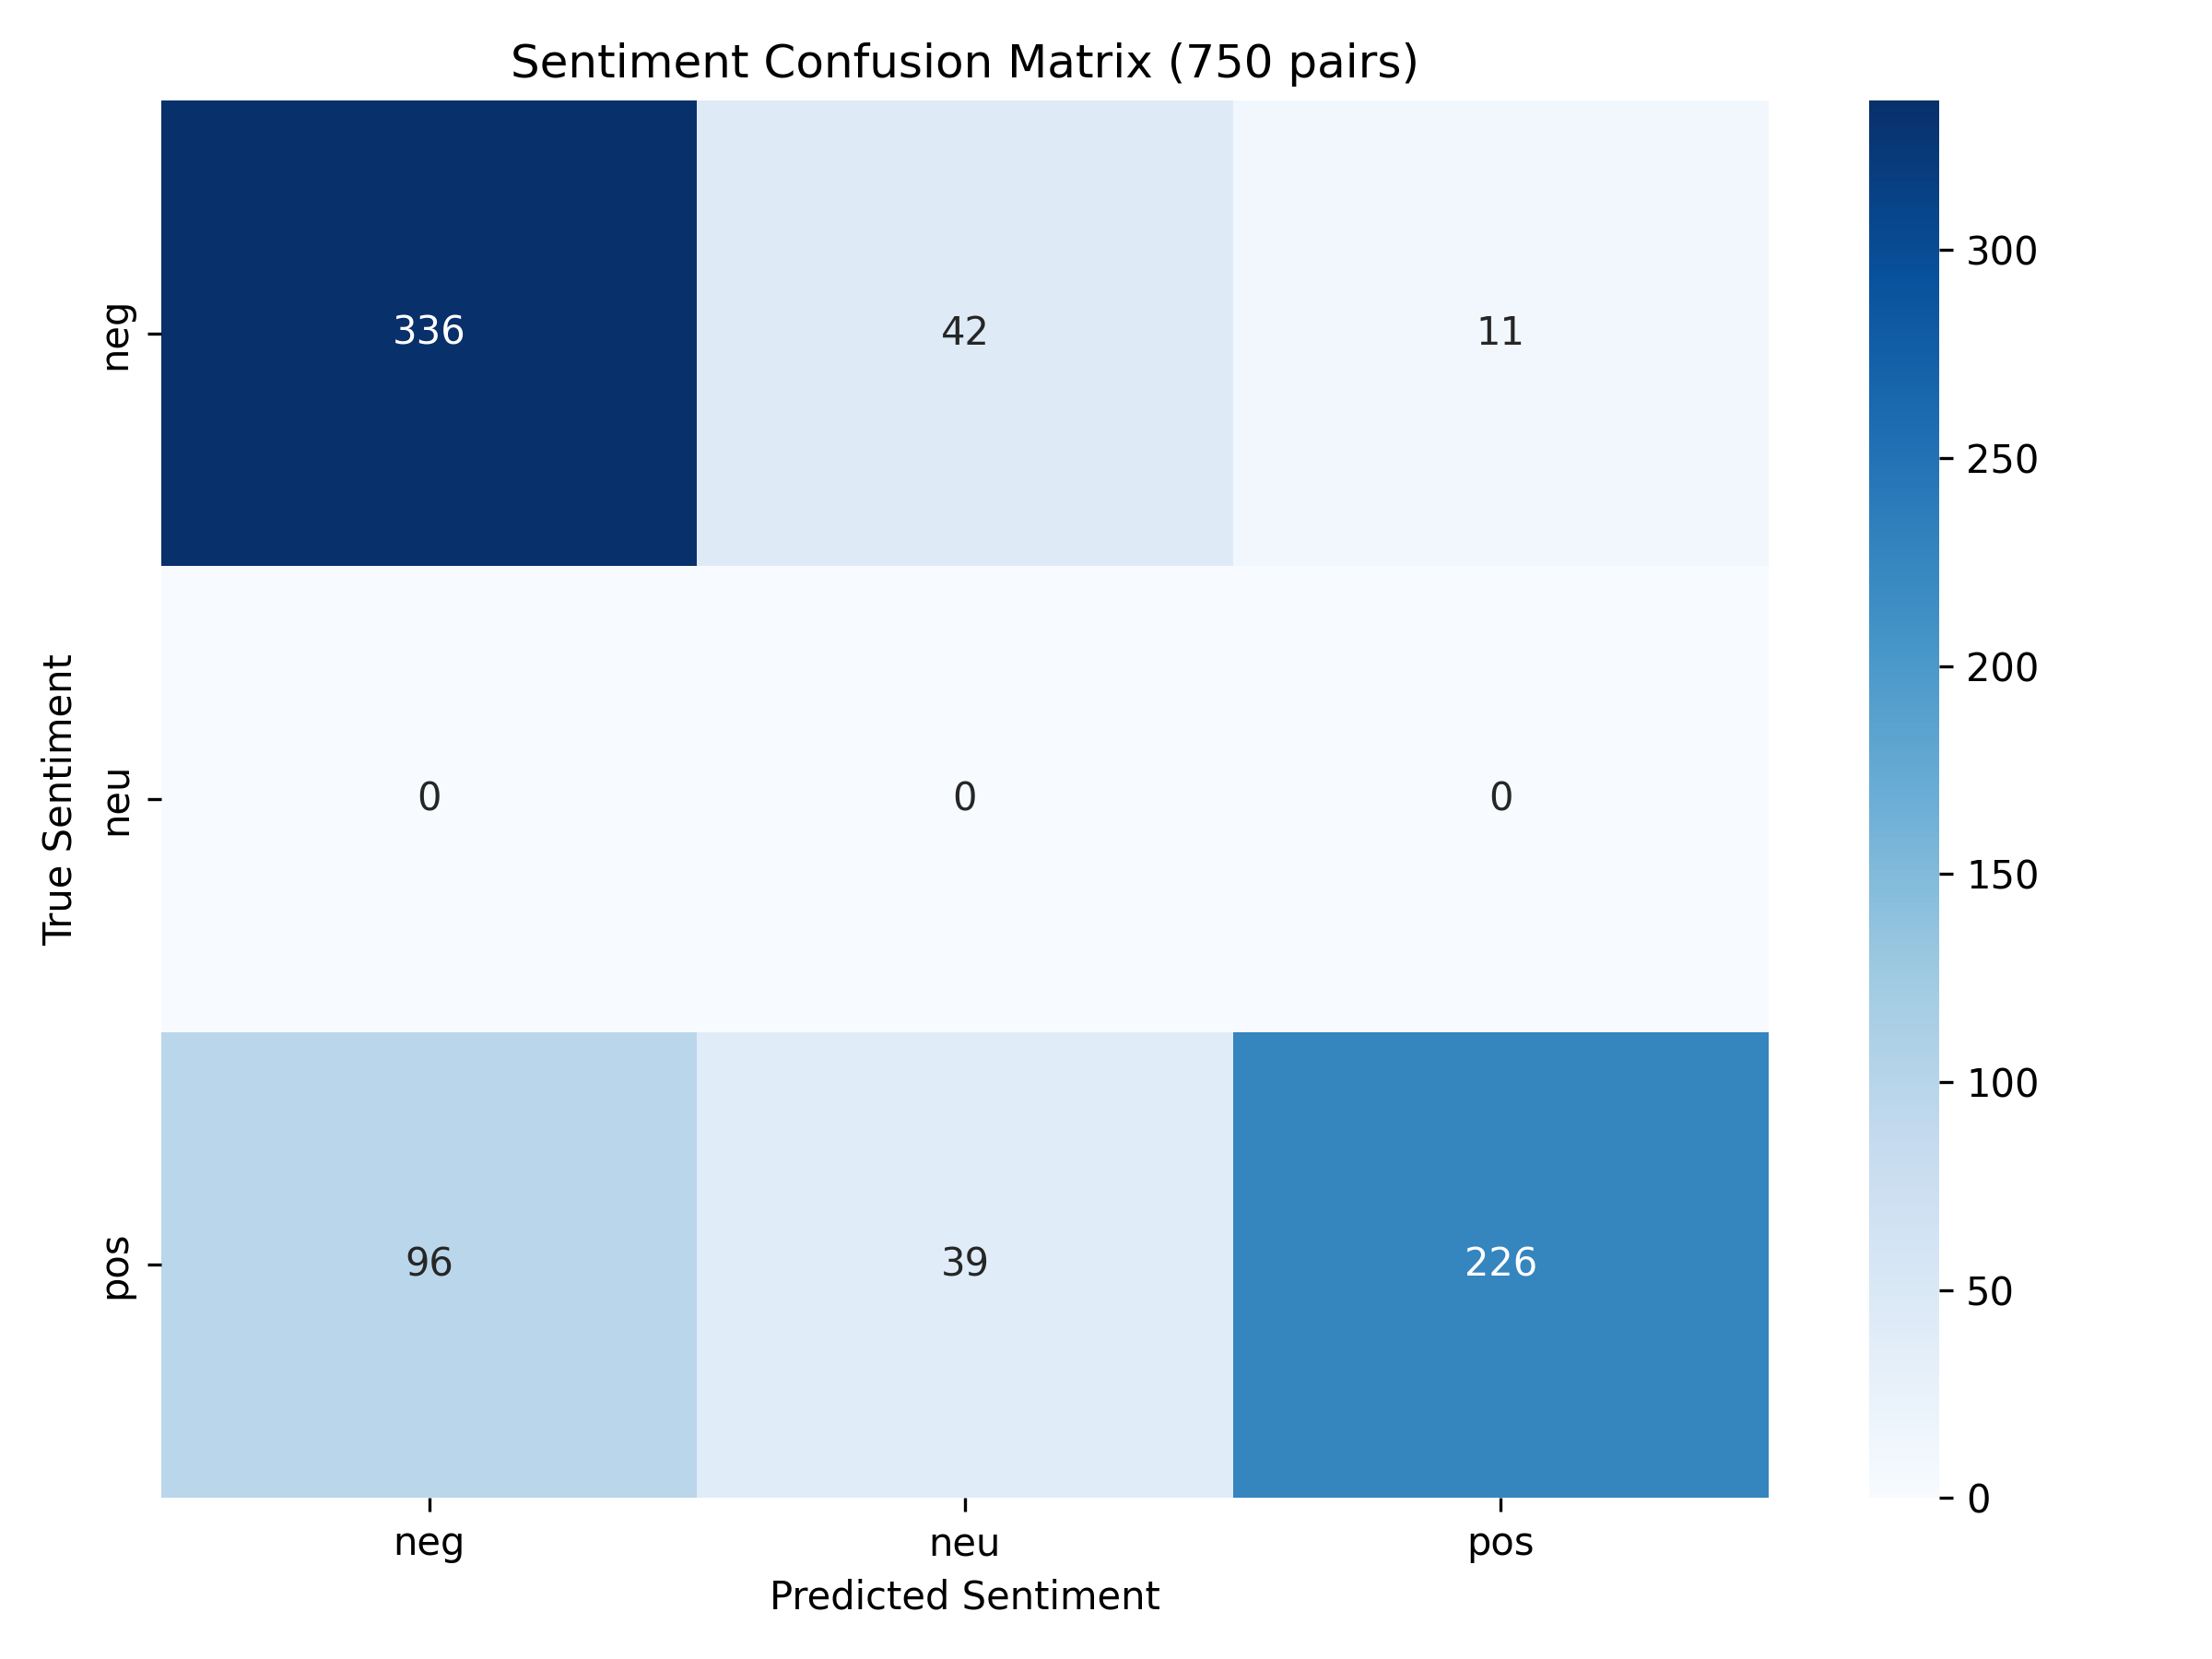 Sentiment Confusion Matrix (750 pairs)
True Sentiment
neg
336
42
11
neu
0
0
0
pos
96
39
226
neg
neu
pos
Predicted Sentiment
300
250
200
150
100
50
0